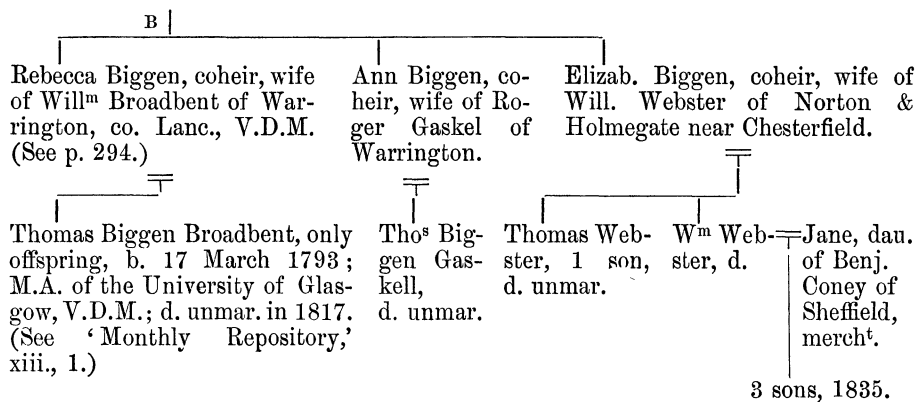 B
Rebecca Biggen, coheir, wife
of Willᵐ Broadbent of War-
rington, co. Lanc., V.D.M.
(See p. 294.)
Ann Biggen, co-
heir, wife of Ro-
ger Gaskel of
Warrington.
Elizab. Biggen, coheir, wife of
Will. Webster of Norton &
Holmegate near Chesterfield.
Thomas Biggen Broadbent, only
offspring, b. 17 March 1793;
M.A. of the University of Glas-
gow, V.D.M.; d. unmar. in 1817.
(See ‘Monthly Repository,’
xiii., 1.)
Thoˢ Big-
gen Gas-
kell,
d. unmar.
Thomas Web-
ster, 1 son,
d. unmar.
Wᵐ Web-
ster, d.
Jane, dau.
of Benj.
Coney of
Sheffield,
merchᵗ.
3 sons, 1835.